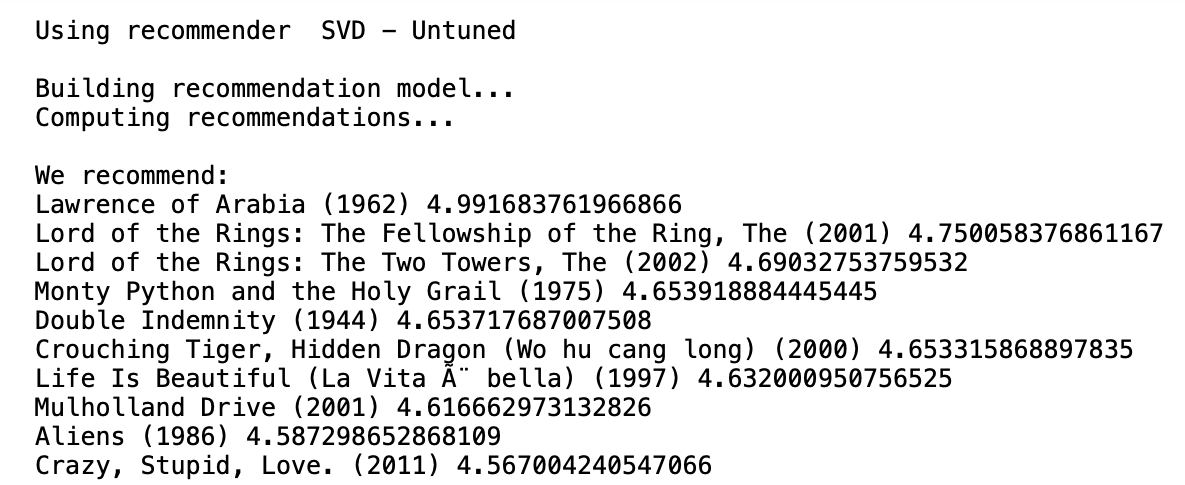 Using recommender  SVD - Untuned
Building recommendation model...
Computing recommendations...
We recommend:
Lawrence of Arabia (1962) 4.991683761966866
Lord of the Rings: The Fellowship of the Ring, The (2001) 4.750058376861167
Lord of the Rings: The Two Towers, The (2002) 4.69032753759532
Monty Python and the Holy Grail (1975) 4.653918884445445
Double Indemnity (1944) 4.653717687007508
Crouching Tiger, Hidden Dragon (Wo hu cang long) (2000) 4.653315868897835
Life Is Beautiful (La Vita Ã¨ bella) (1997) 4.632000950756525
Mulholland Drive (2001) 4.616662973132826
Aliens (1986) 4.587298652868109
Crazy, Stupid, Love. (2011) 4.567004240547066